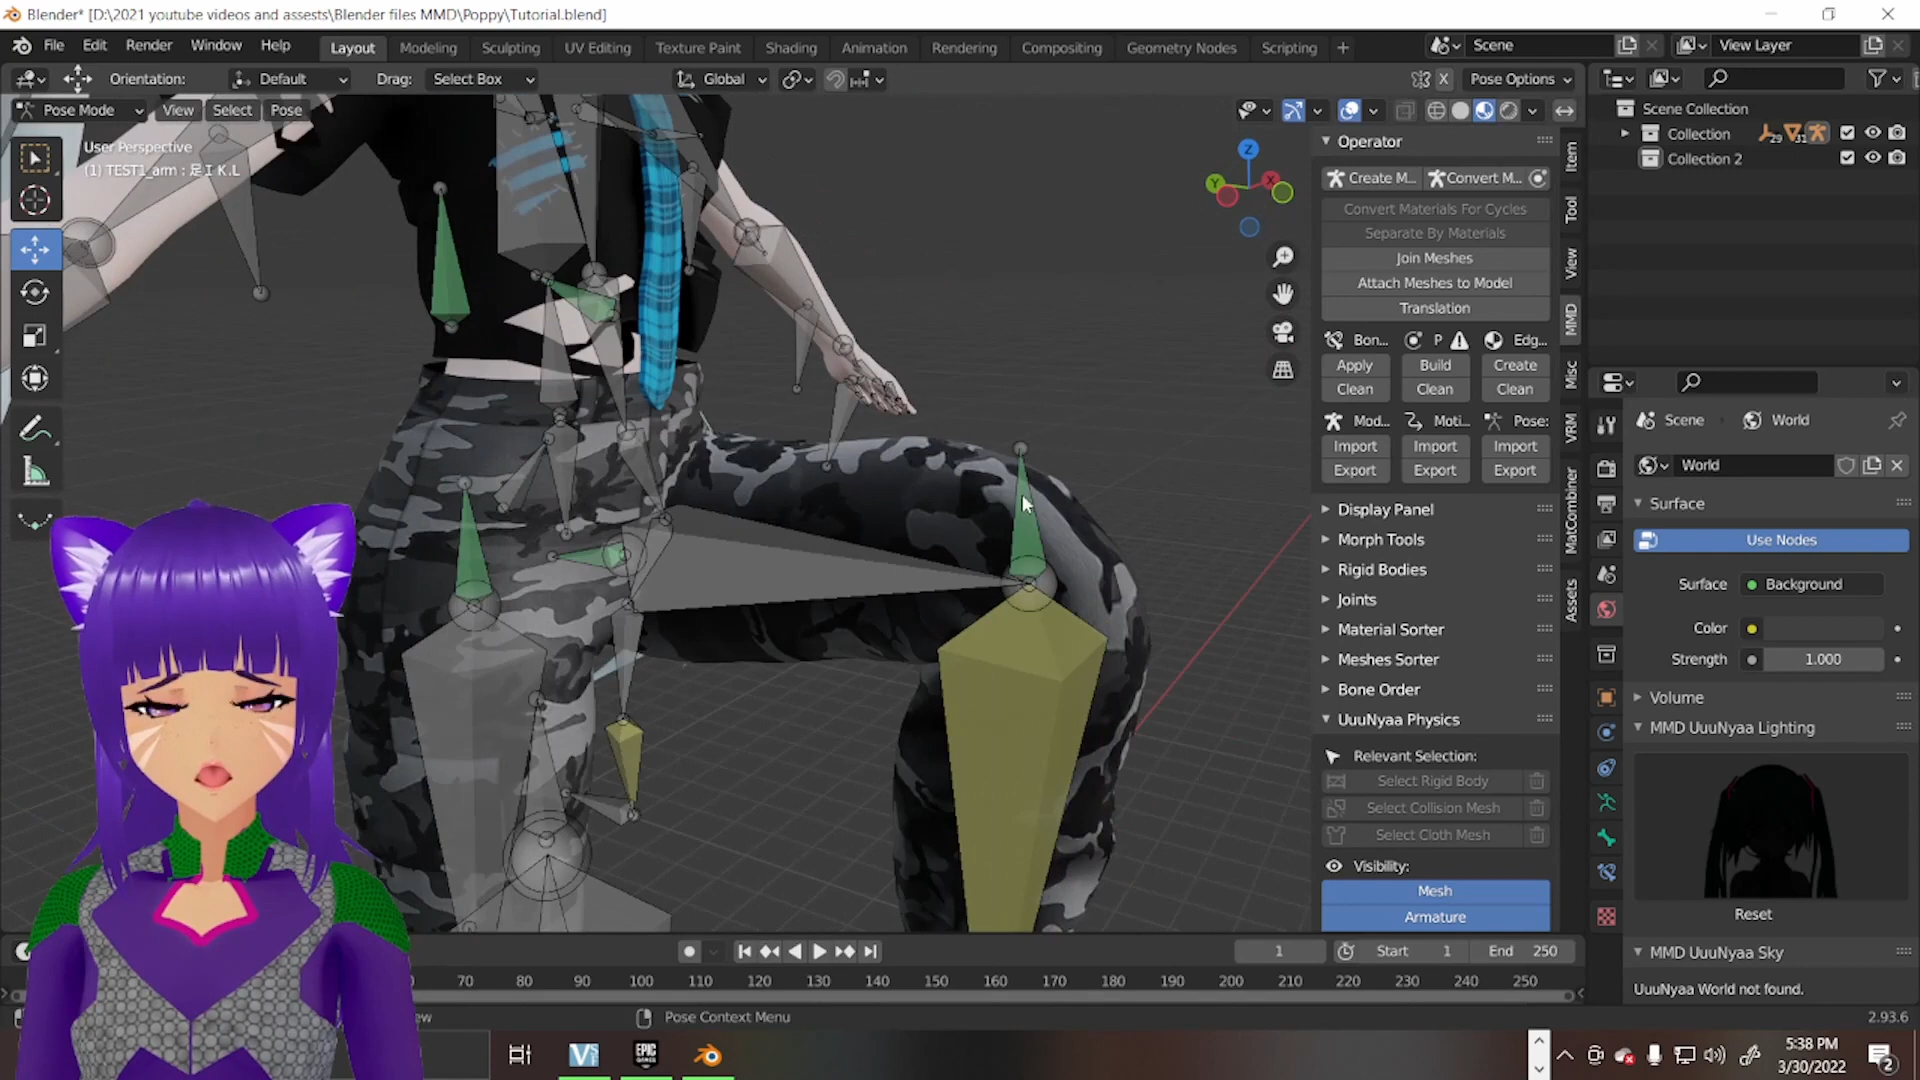 Blender* [D:\2021 youtube videos and assests\Blender files MMD\Poppy\Tutorial.blend]
File Edit Render Window Help
Layout Modeling Sculpting UV Editing Texture Paint Shading Animation Rendering Compositing Geometry Nodes Scripting +
Scene
View Layer
Orientation: Default Drag: Select Box
Global
X Pose Options
Pose Mode View Select Pose
User Perspective
(1) TEST1_arm : 足I K.L
Z
Y
X
Operator
Create M... Convert M...
Convert Materials For Cycles
Separate By Materials
Join Meshes
Attach Meshes to Model
Translation
Bon... P Edg...
Apply Build Create
Clean Clean Clean
Mod... Moti... Pose:
Import Import Import
Export Export Export
Display Panel
Morph Tools
Rigid Bodies
Joints
Material Sorter
Meshes Sorter
Bone Order
UuuNyaa Physics
Relevant Selection:
Select Rigid Body
Select Collision Mesh
Select Cloth Mesh
Visibility:
Mesh
Armature
Item
Tool
View
MMD
Misc
VRM
MatCombiner
Assets
Scene Collection
Collection 29 31
Collection 2
Scene World
World
Surface
Use Nodes
Surface Background
Color
Strength 1.000
Volume
MMD UuuNyaa Lighting
Reset
MMD UuuNyaa Sky
UuuNyaa World not found.
1 Start 1 End 250
70 80 90 100 110 120 130 140 150 160 170 180 190 200 210 220 230 240 250
ew Pose Context Menu
2.93.6
EPIC GAMES
5:38 PM
3/30/2022
2